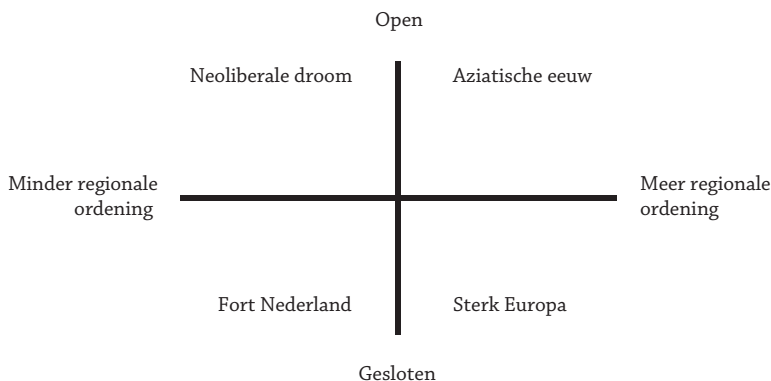 Open
Neoliberale droom
Aziatische eeuw
Minder regionale
ordening
Meer regionale
ordening
Fort Nederland
Sterk Europa
Gesloten